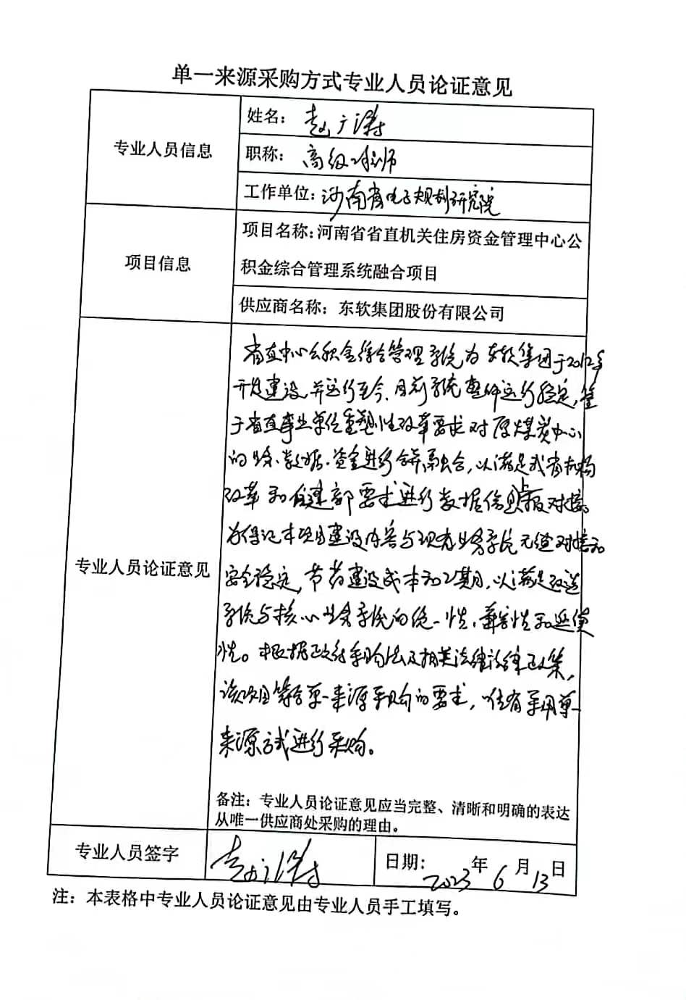 单一来源采购方式专业人员论证意见
专业人员信息
姓名：赵广涛
职称：高级工程师
工作单位：河南省电子规划研究院
项目信息
项目名称：河南省省直机关住房资金管理中心公
积金综合管理系统融合项目
供应商名称：东软集团股份有限公司
专业人员论证意见
省直中心公积金综合管理系统为东软集团于2012年
开发建设,并运行至今,目前系统整体运行稳定,鉴
于省直事业单位重塑性改革要求对原煤炭中心
的业务、数据、资金进行合并融合,以满足我省机构
改革和住建部要求进行数据信息上报对接。
为保证本项目建设内容与现有业务系统无缝对接和
安全稳定,节省建设成本和工期,以满足改造
系统与核心业务系统的统一性、兼容性和延续
性。根据政府采购法及相关法律法规政策,
该项目符合单一来源采购的要求,建议采用单一
来源方式进行采购。
备注：专业人员论证意见应当完整、清晰和明确的表达
从唯一供应商处采购的理由。
专业人员签字
赵广涛
日期：2023年6月13日
注：本表格中专业人员论证意见由专业人员手工填写。